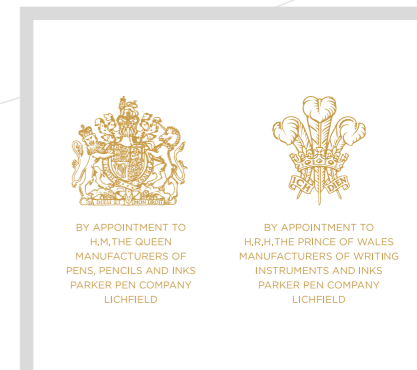 BY APPOINTMENT TO
H,M,THE QUEEN
MANUFACTURERS OF
PENS, PENCILS AND INKS
PARKER PEN COMPANY
LICHFIELD
ICH DIEN
BY APPOINTMENT TO
H,R,H,THE PRINCE OF WALES
MANUFACTURERS OF WRITING
INSTRUMENTS AND INKS
PARKER PEN COMPANY
LICHFIELD